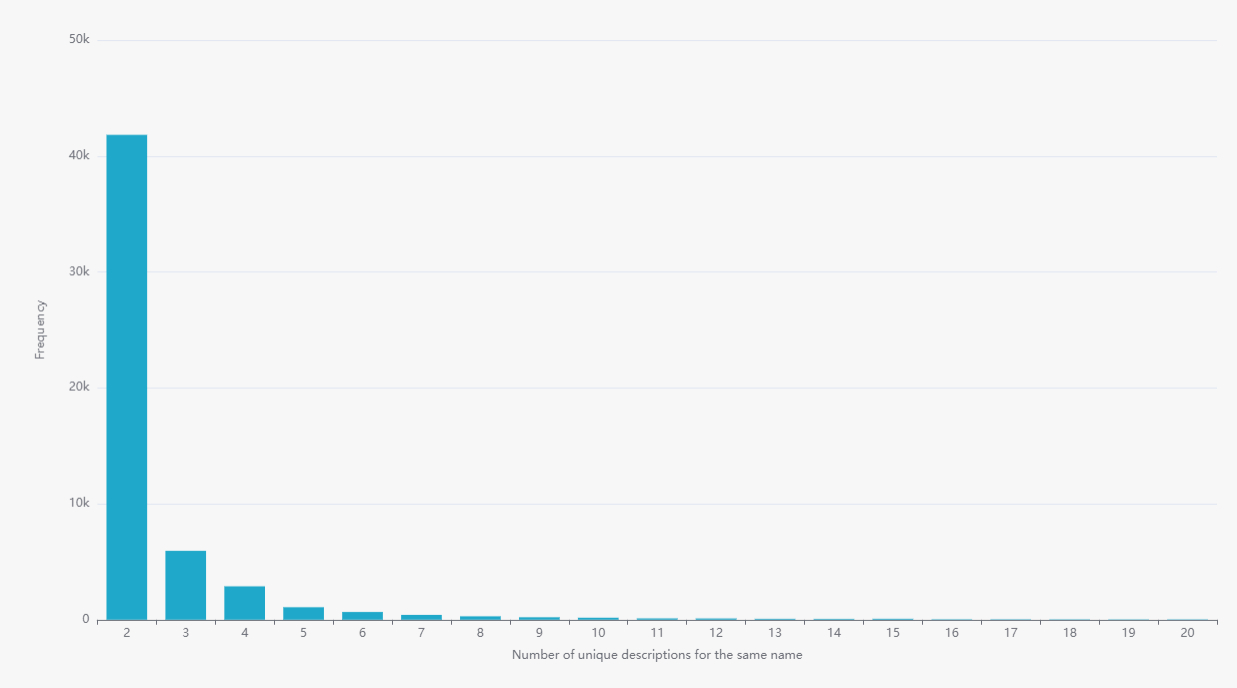 50k
40k
30k
20k
10k
0
Frequency
2 3 4 5 6 7 8 9 10 11 12 13 14 15 16 17 18 19 20
Number of unique descriptions for the same name